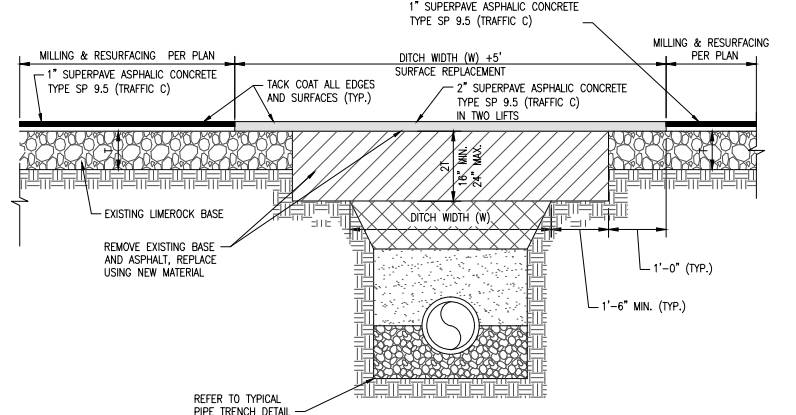 1" SUPERPAVE ASPHALIC CONCRETE
TYPE SP 9.5 (TRAFFIC C)
MILLING & RESURFACING PER PLAN
1" SUPERPAVE ASPHALIC CONCRETE
TYPE SP 9.5 (TRAFFIC C)
DITCH WIDTH (W) +5'
SURFACE REPLACEMENT
MILLING & RESURFACING
PER PLAN
TACK COAT ALL EDGES
AND SURFACES (TYP.)
2" SUPERPAVE ASPHALIC CONCRETE
TYPE SP 9.5 (TRAFFIC C)
IN TWO LIFTS
T
2T
16" MIN.
24" MAX.
T
EXISTING LIMEROCK BASE
DITCH WIDTH (W)
REMOVE EXISTING BASE
AND ASPHALT, REPLACE
USING NEW MATERIAL
1'-0" (TYP.)
1'-6" MIN. (TYP.)
REFER TO TYPICAL
PIPE TRENCH DETAIL